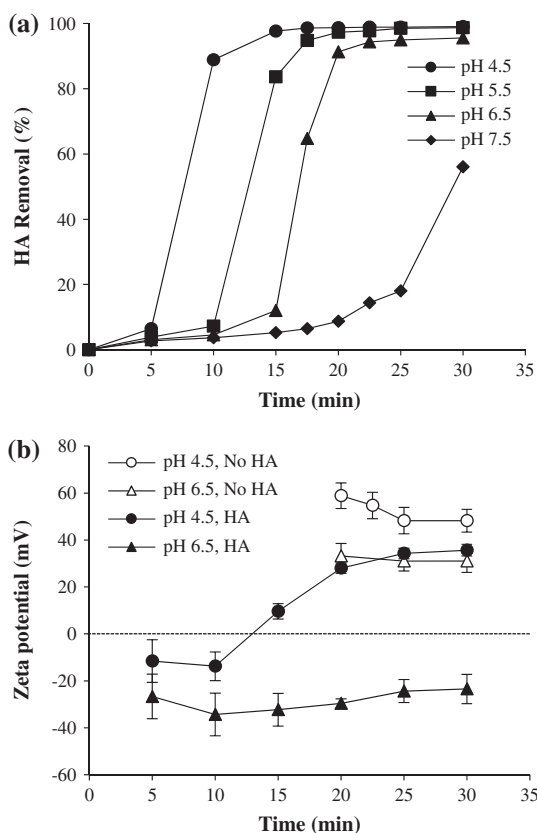 (a)
100
80
60
40
20
0
HA Removal (%)
pH 4.5
pH 5.5
pH 6.5
pH 7.5
0 5 10 15 20 25 30 35
Time (min)
(b)
80
60
40
20
0
-20
-40
-60
Zeta potential (mV)
pH 4.5, No HA
pH 6.5, No HA
pH 4.5, HA
pH 6.5, HA
0 5 10 15 20 25 30 35
Time (min)